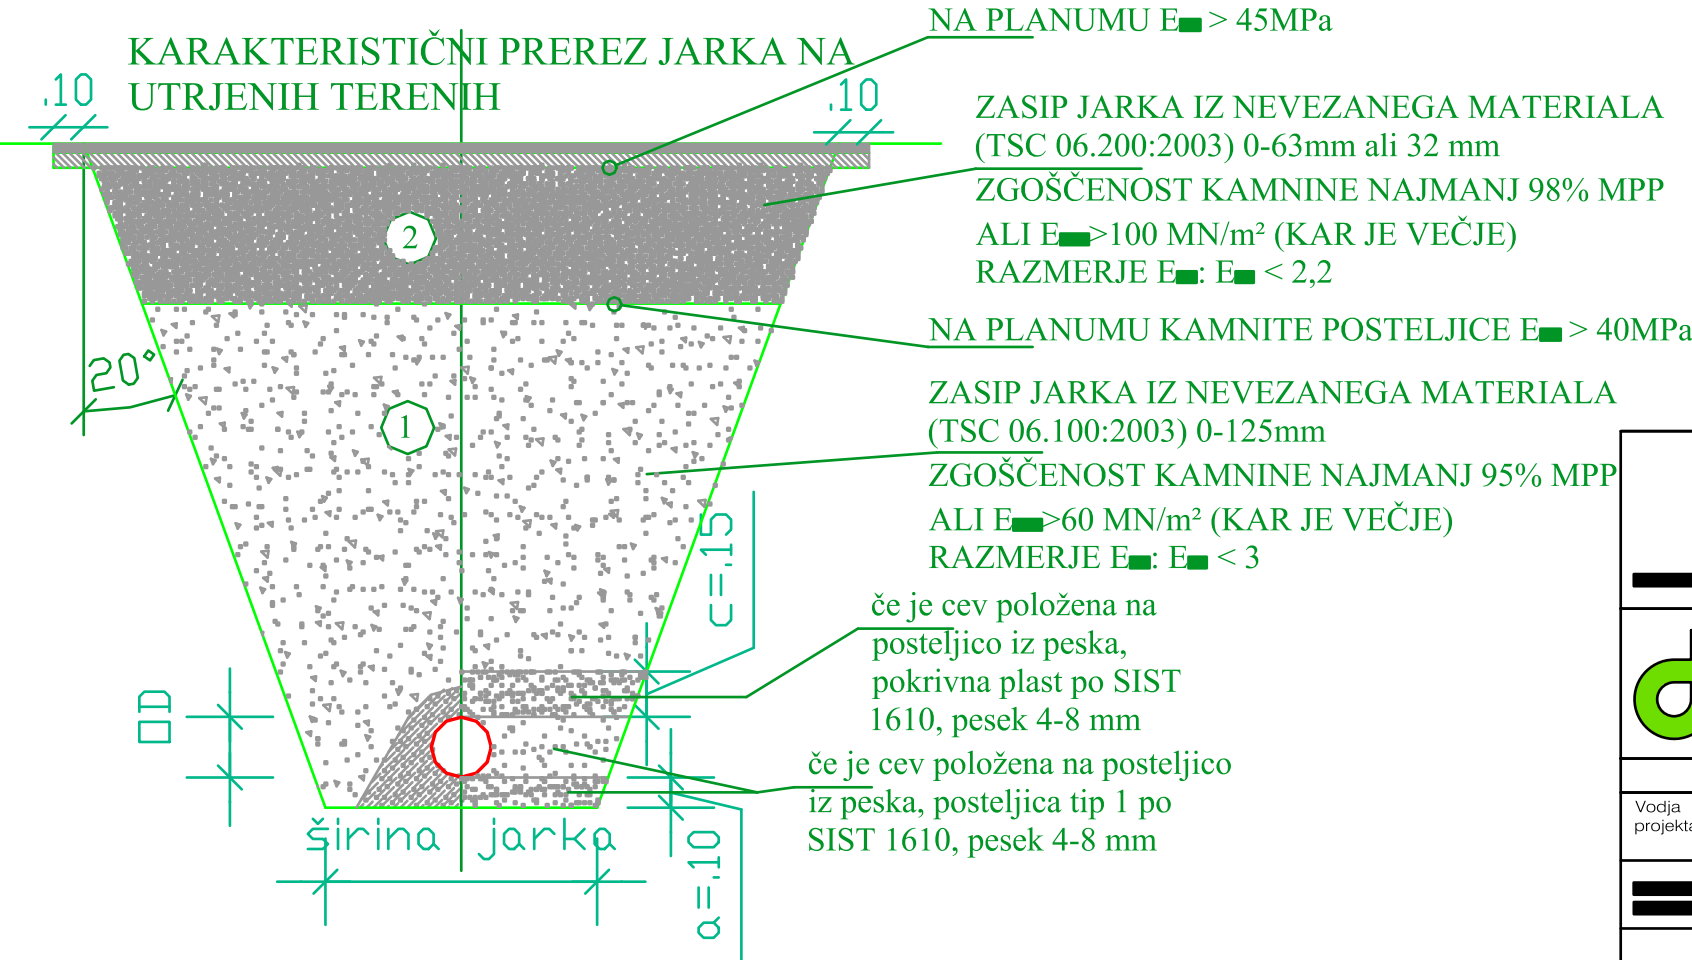 NA PLANUMU E > 45MPa
KARAKTERISTIČNI PREREZ JARKA NA
UTRJENIH TERENIH
.10
.10
ZASIP JARKA IZ NEVEZANEGA MATERIALA
(TSC 06.200:2003) 0-63mm ali 32 mm
ZGOŠČENOST KAMNINE NAJMANJ 98% MPP
ALI E >100 MN/m² (KAR JE VEČJE)
RAZMERJE E : E < 2,2
2
NA PLANUMU KAMNITE POSTELJICE E > 40MPa
20°
1
ZASIP JARKA IZ NEVEZANEGA MATERIALA
(TSC 06.100:2003) 0-125mm
ZGOŠČENOST KAMNINE NAJMANJ 95% MPP
ALI E >60 MN/m² (KAR JE VEČJE)
RAZMERJE E : E < 3
c=.15
če je cev položena na
posteljico iz peska,
pokrivna plast po SIST
1610, pesek 4-8 mm
OD
če je cev položena na posteljico
iz peska, posteljica tip 1 po
SIST 1610, pesek 4-8 mm
širina jarka
a=.10
Vodja